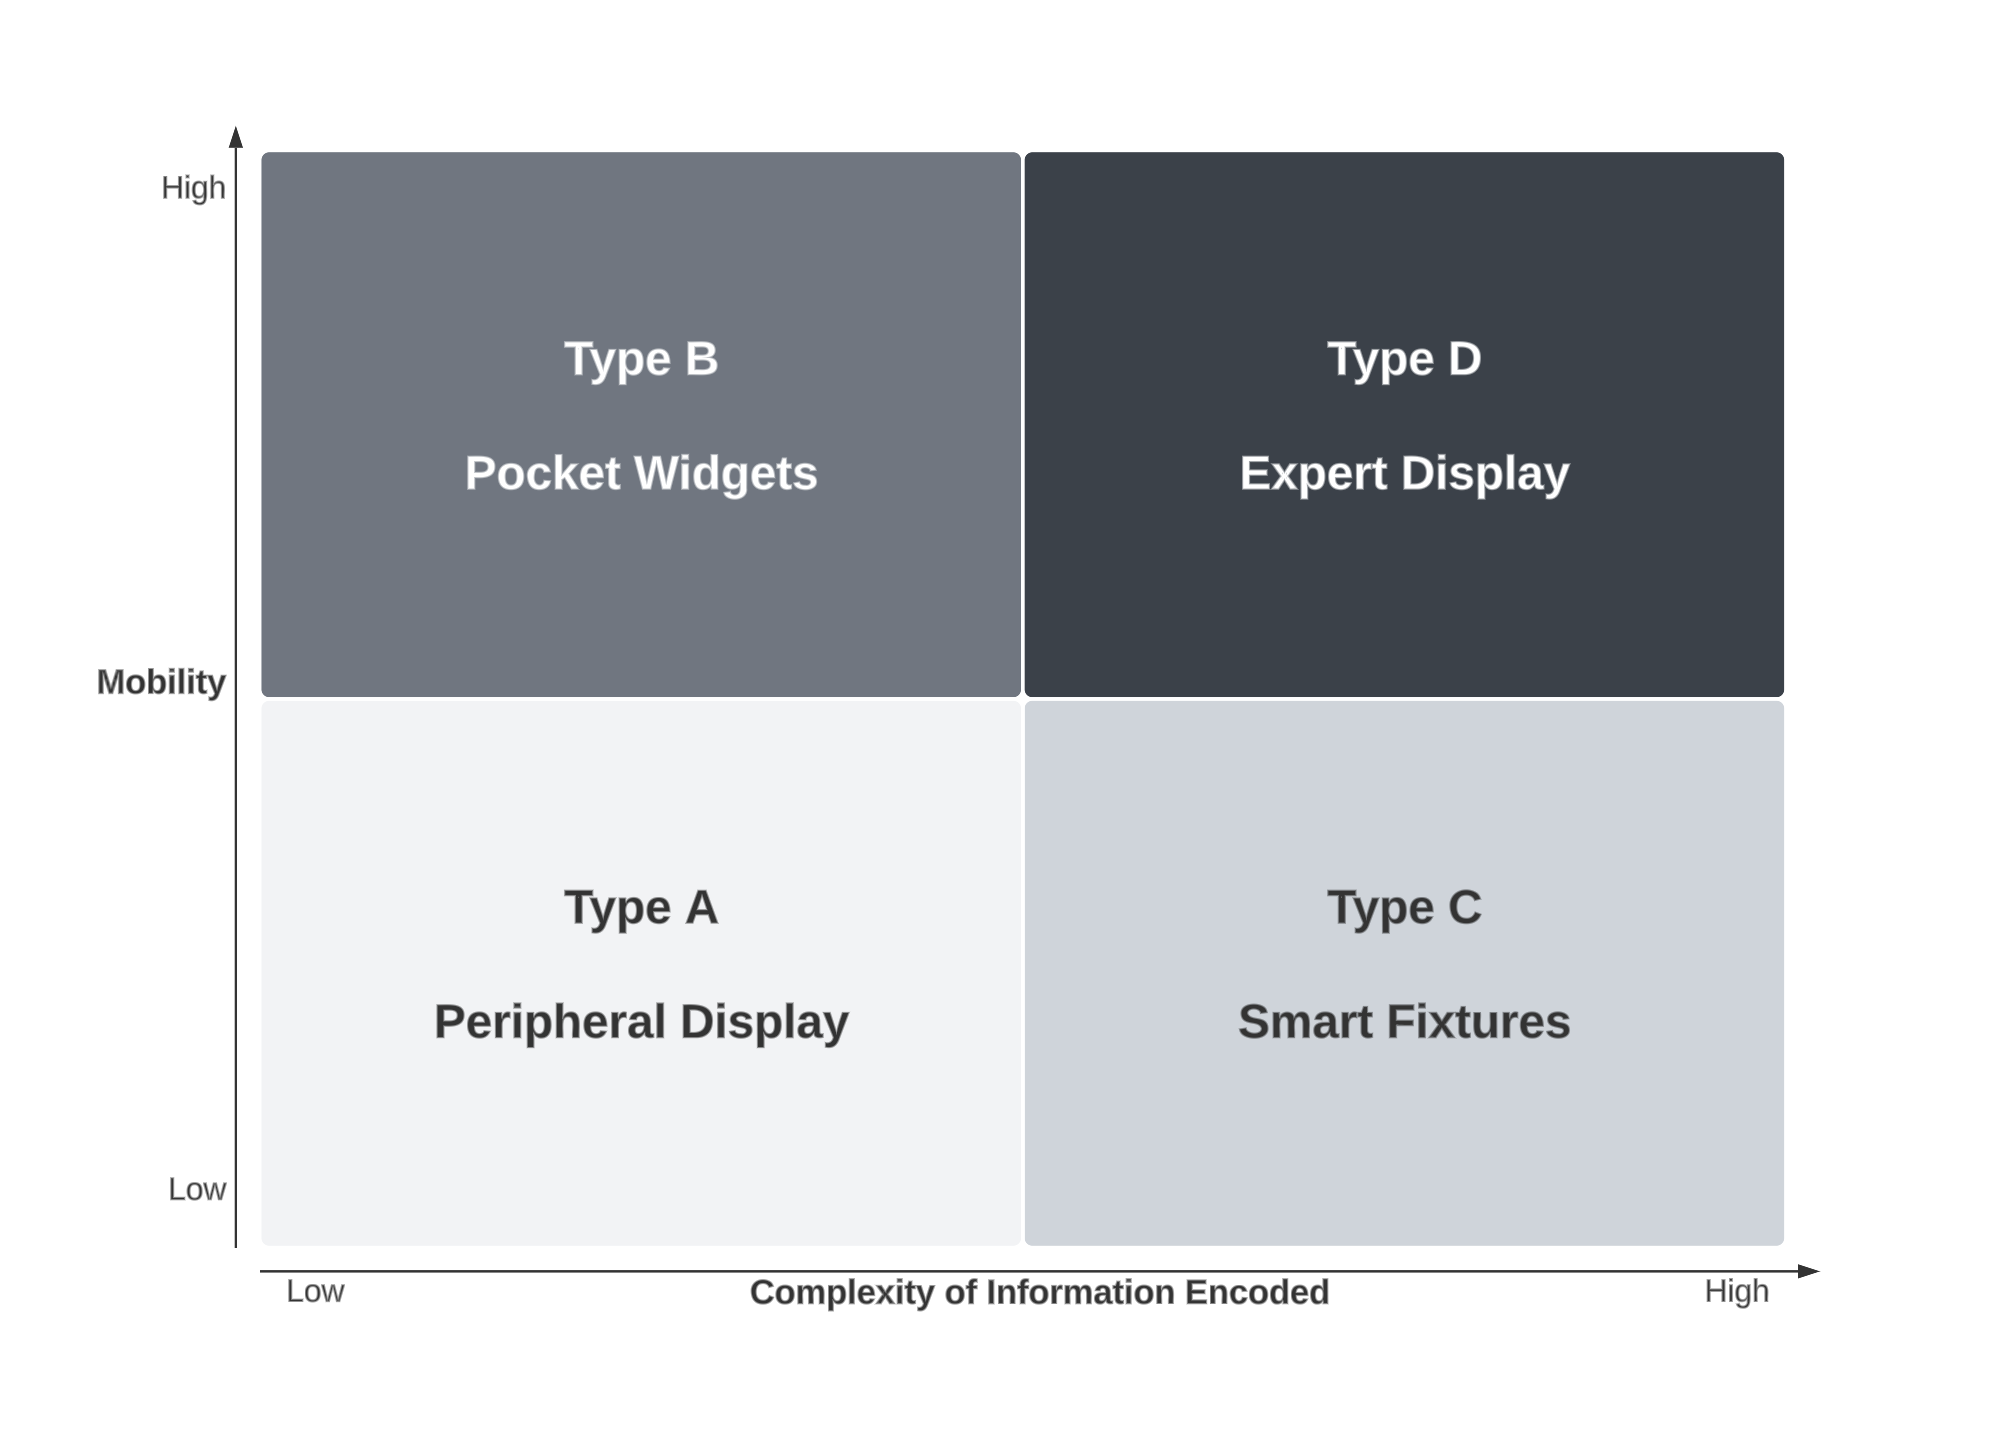 High
Type B
Pocket Widgets
Type D
Expert Display
Mobility
Type A
Peripheral Display
Type C
Smart Fixtures
Low
Low
Complexity of Information Encoded
High